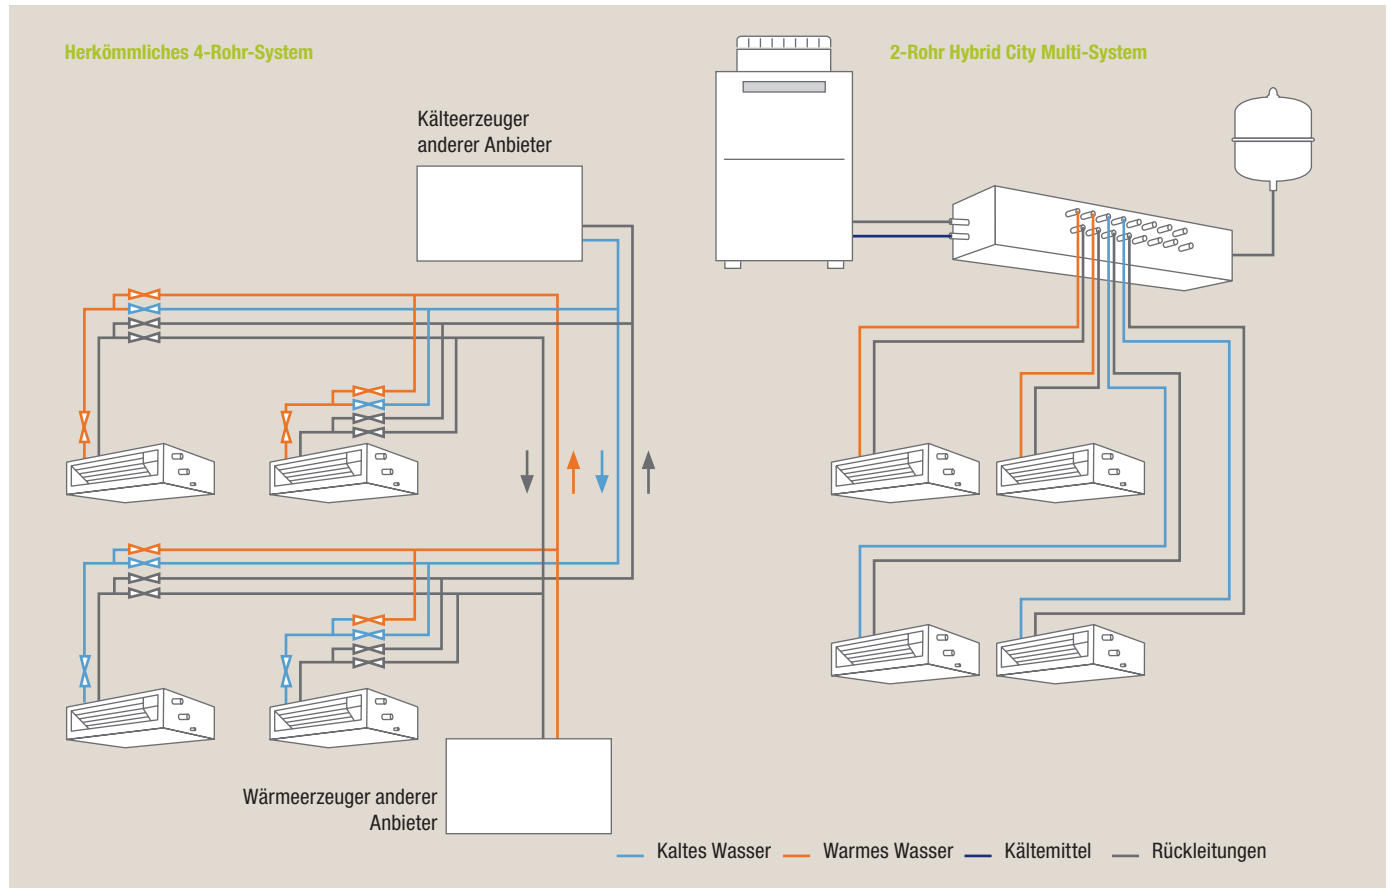 Herkömmliches 4-Rohr-System
2-Rohr Hybrid City Multi-System
Kälteerzeuger
anderer Anbieter
Wärmeerzeuger anderer
Anbieter
Kaltes Wasser
Warmes Wasser
Kältemittel
Rückleitungen